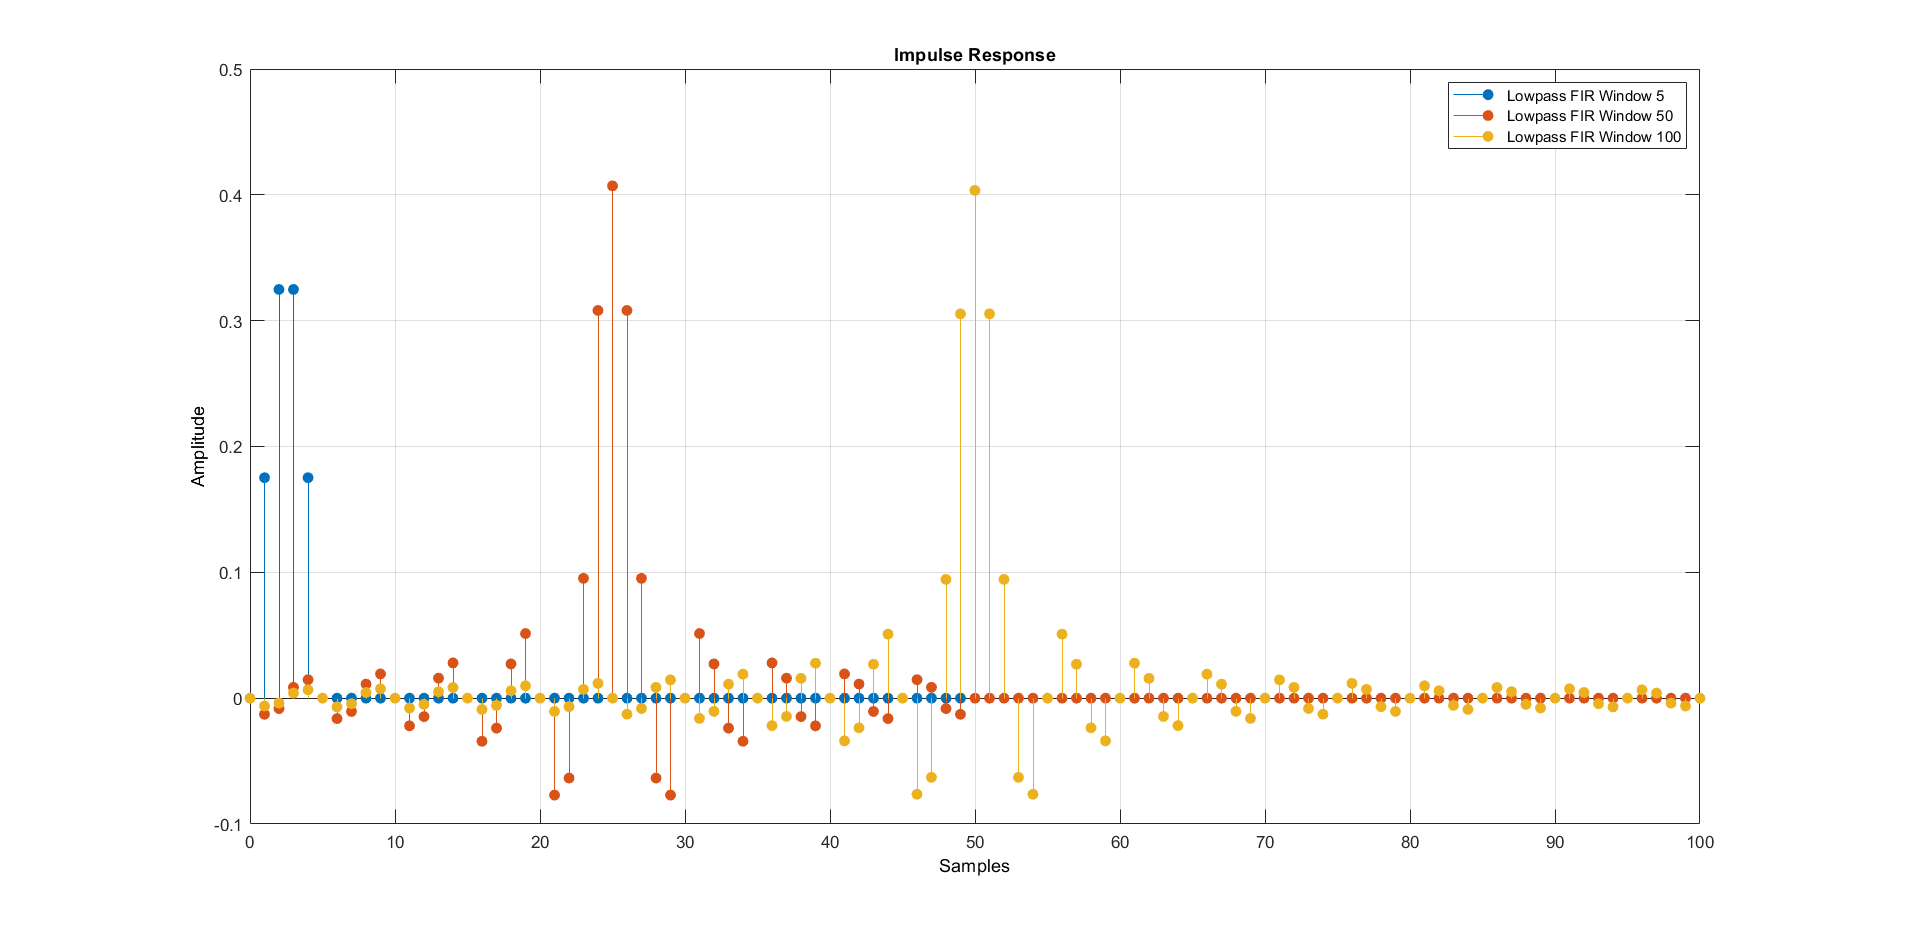 Impulse Response
0.5
0.4
0.3
0.2
0.1
0
-0.1
Amplitude
Lowpass FIR Window 5
Lowpass FIR Window 50
Lowpass FIR Window 100
0 10 20 30 40 50 60 70 80 90 100
Samples